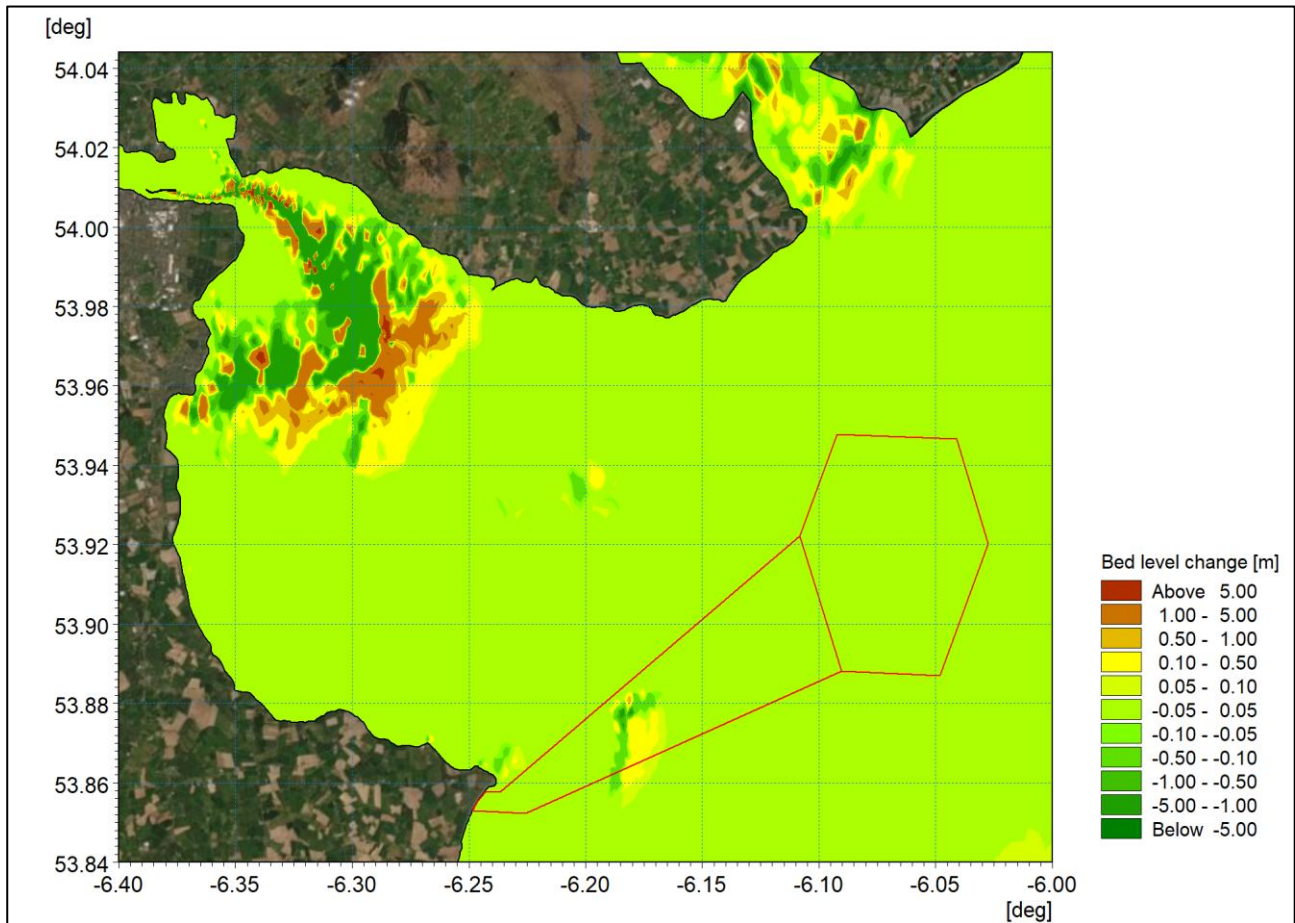 [deg]
54.04
54.02
54.00
53.98
53.96
53.94
53.92
53.90
53.88
53.86
53.84
-6.40 -6.35 -6.30 -6.25 -6.20 -6.15 -6.10 -6.05 -6.00
[deg]
Bed level change [m]
Above 5.00
1.00 - 5.00
0.50 - 1.00
0.10 - 0.50
0.05 - 0.10
-0.05 - 0.05
-0.10 - -0.05
-0.50 - -0.10
-1.00 - -0.50
-5.00 - -1.00
Below -5.00